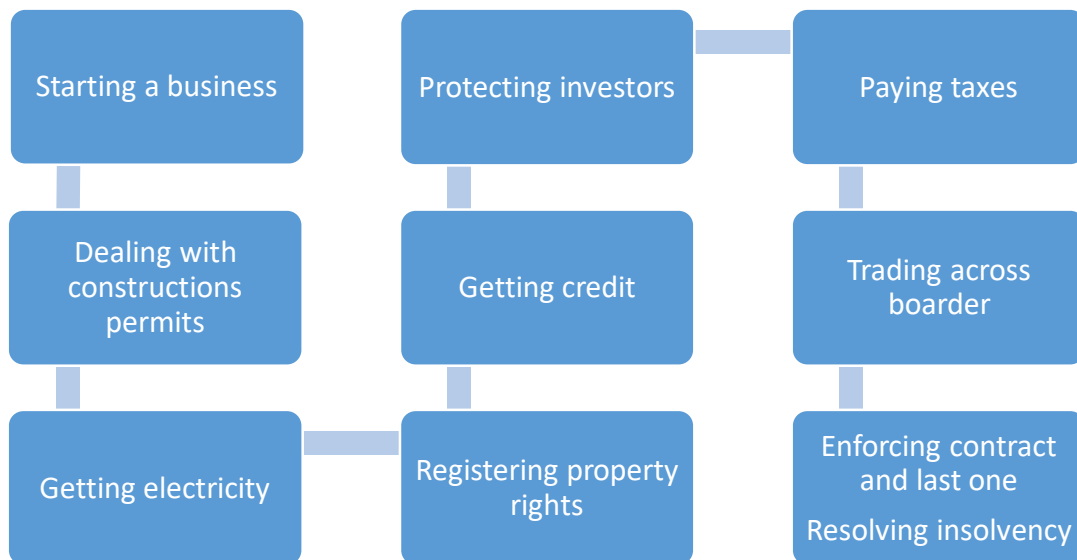 Starting a business
Dealing with
constructions
permits
Getting electricity
Registering property
rights
Getting credit
Protecting investors
Paying taxes
Trading across
boarder
Enforcing contract
and last one
Resolving insolvency